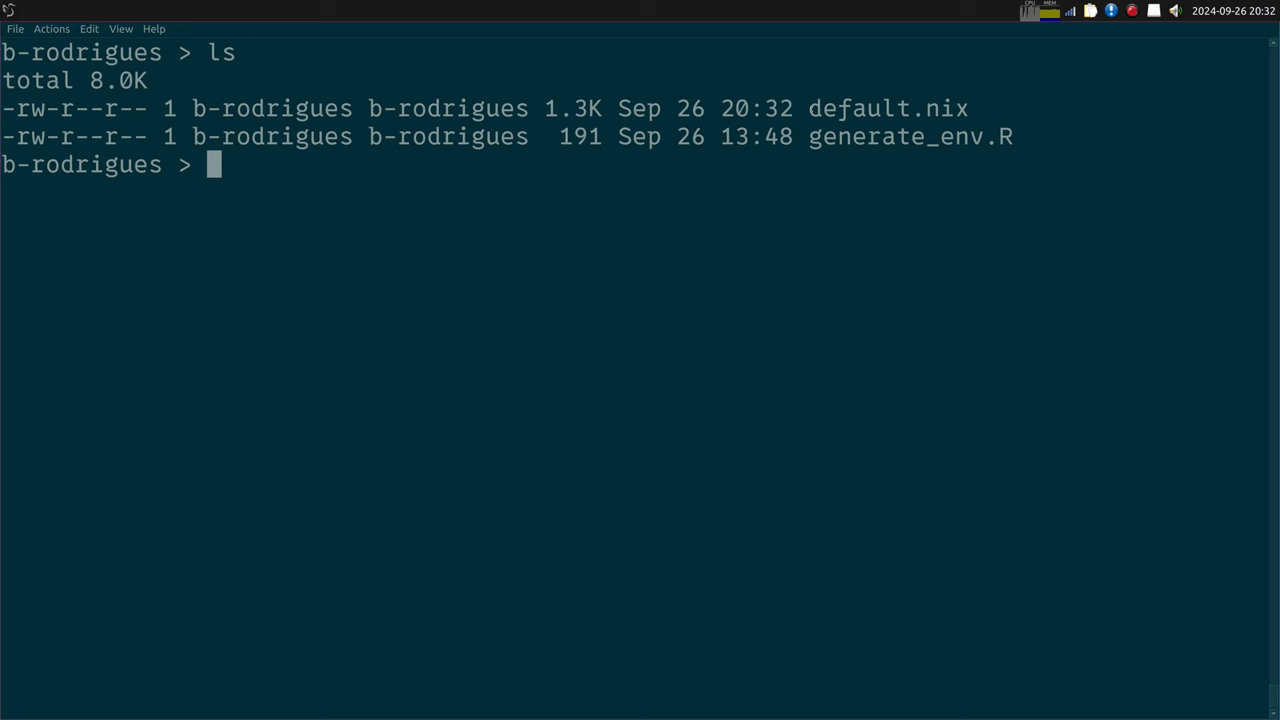 CPU MEM 2024-09-26 20:32
File Actions Edit View Help
b-rodrigues > ls
total 8.0K
-rw-r--r-- 1 b-rodrigues b-rodrigues 1.3K Sep 26 20:32 default.nix
-rw-r--r-- 1 b-rodrigues b-rodrigues  191 Sep 26 13:48 generate_env.R
b-rodrigues >